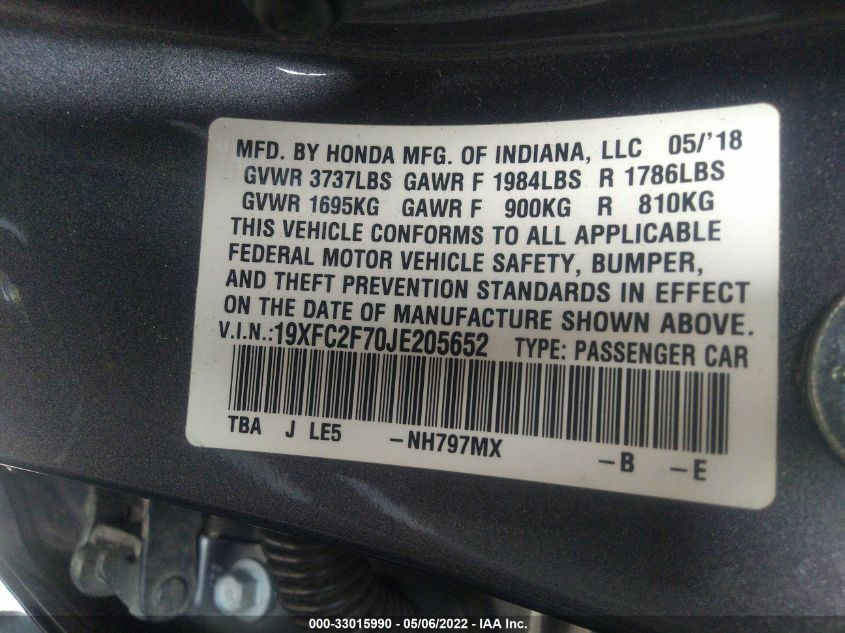 MFD. BY HONDA MFG. OF INDIANA, LLC 05/'18
GVWR 3737LBS GAWR F 1984LBS R 1786LBS
GVWR 1695KG GAWR F 900KG R 810KG
THIS VEHICLE CONFORMS TO ALL APPLICABLE
FEDERAL MOTOR VEHICLE SAFETY, BUMPER,
AND THEFT PREVENTION STANDARDS IN EFFECT
ON THE DATE OF MANUFACTURE SHOWN ABOVE.
V.I.N.:19XFC2F70JE205652 TYPE: PASSENGER CAR
TBA J LE5 -NH797MX -B -E
000-33015990 - 05/06/2022 - IAA Inc.